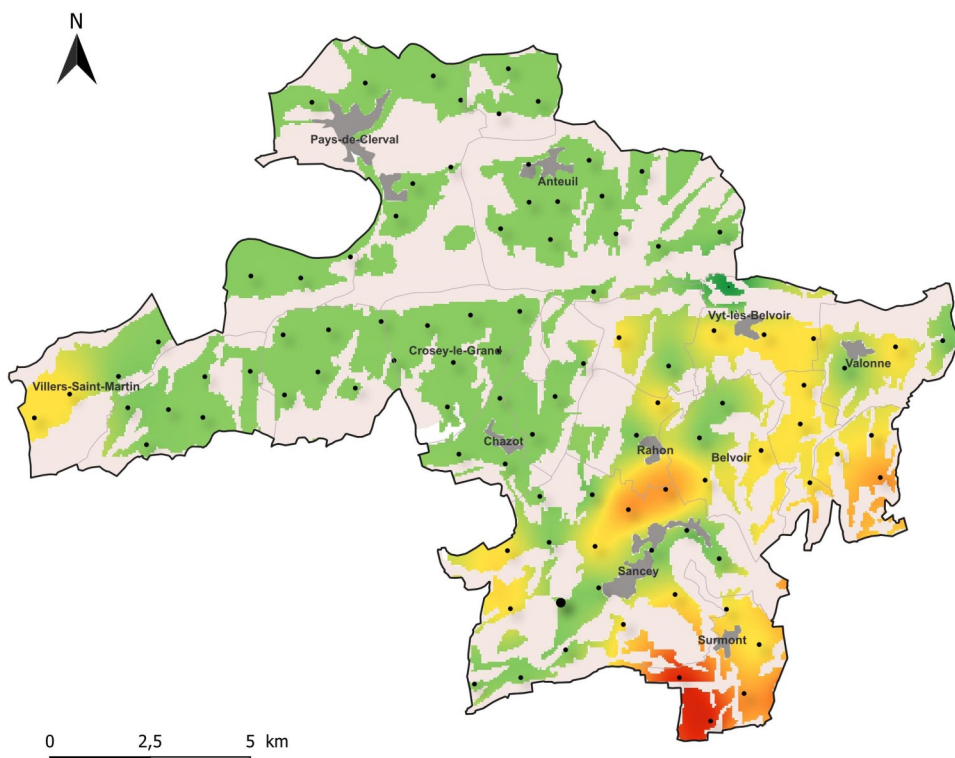 N
Pays-de-Clerval
Anteuil
Vyt-lès-Belvoir
Crosey-le-Grand
Valonne
Villers-Saint-Martin
Chazot
Rahon
Belvoir
Sancey
Surmont
0 2,5 5 km